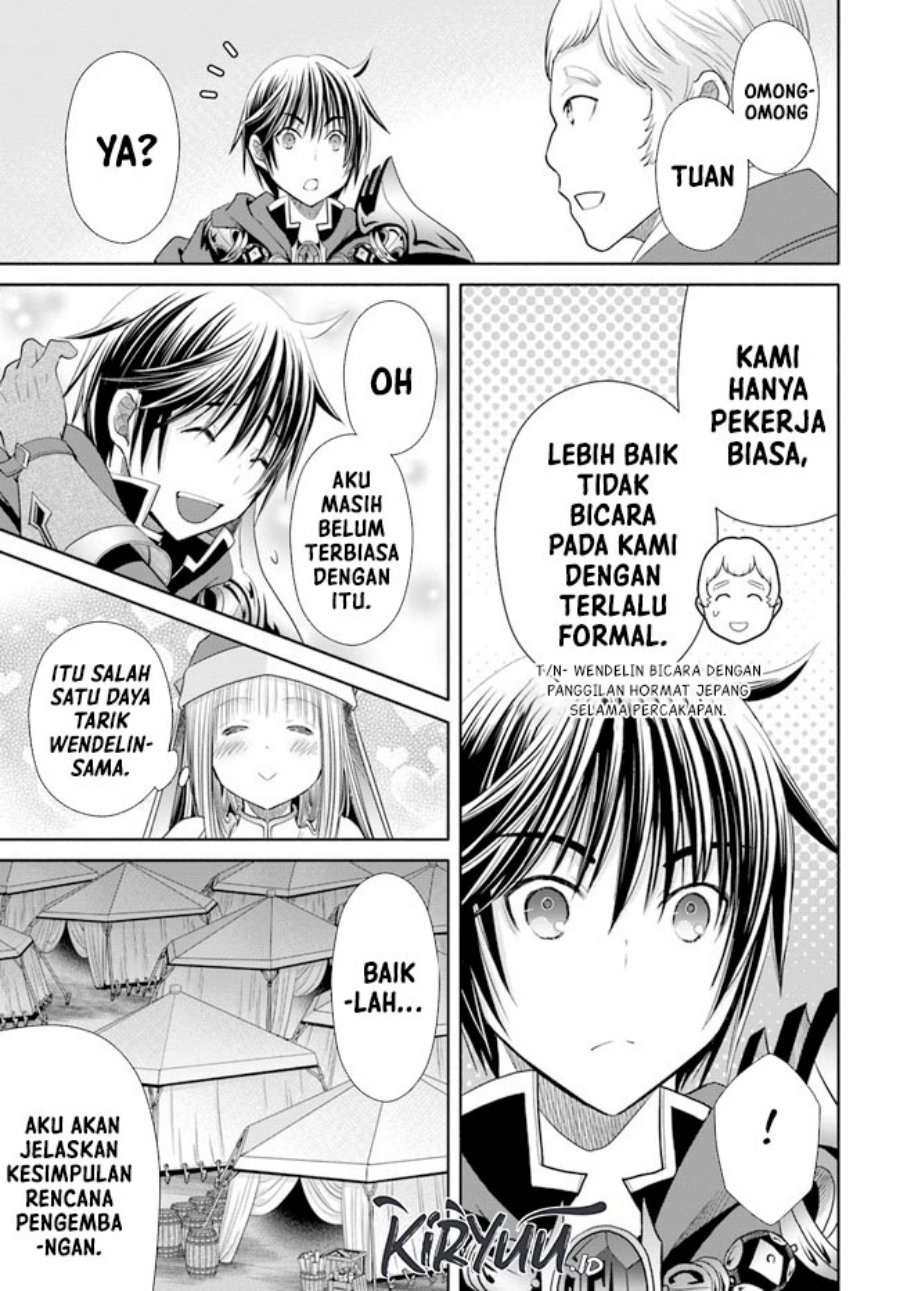 OMONG-
OMONG
TUAN
YA?
KAMI
HANYA
PEKERJA
BIASA,
LEBIH BAIK
TIDAK
BICARA
PADA KAMI
DENGAN
TERLALU
FORMAL.
T/N- WENDELIN BICARA DENGAN
PANGGILAN HORMAT JEPANG
SELAMA PERCAKAPAN.
!
OH
AKU
MASIH
BELUM
TERBIASA
DENGAN
ITU.
ITU SALAH
SATU DAYA
TARIK
WENDELIN-
SAMA.
BAIK
-LAH...
AKU AKAN
JELASKAN
KESIMPULAN
RENCANA
PENGEMBA
-NGAN.
KIRYUU.ID